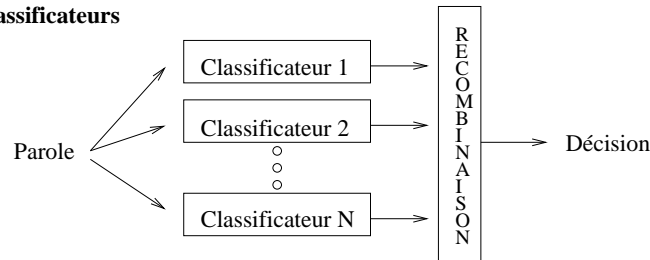 assificateurs
Classificateur 1
Classificateur 2
Parole
Classificateur N
RECOMBINAISON
Décision